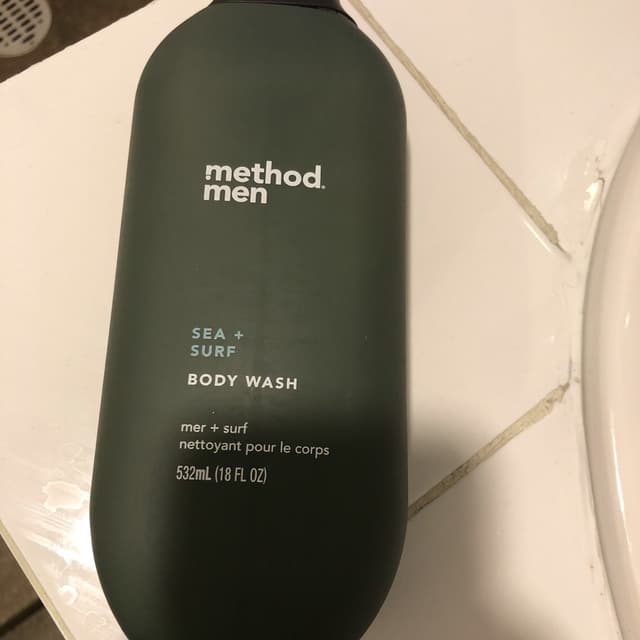 method.
men
SEA +
SURF
BODY WASH
mer + surf
nettoyant pour le corps
532mL (18 FL OZ)